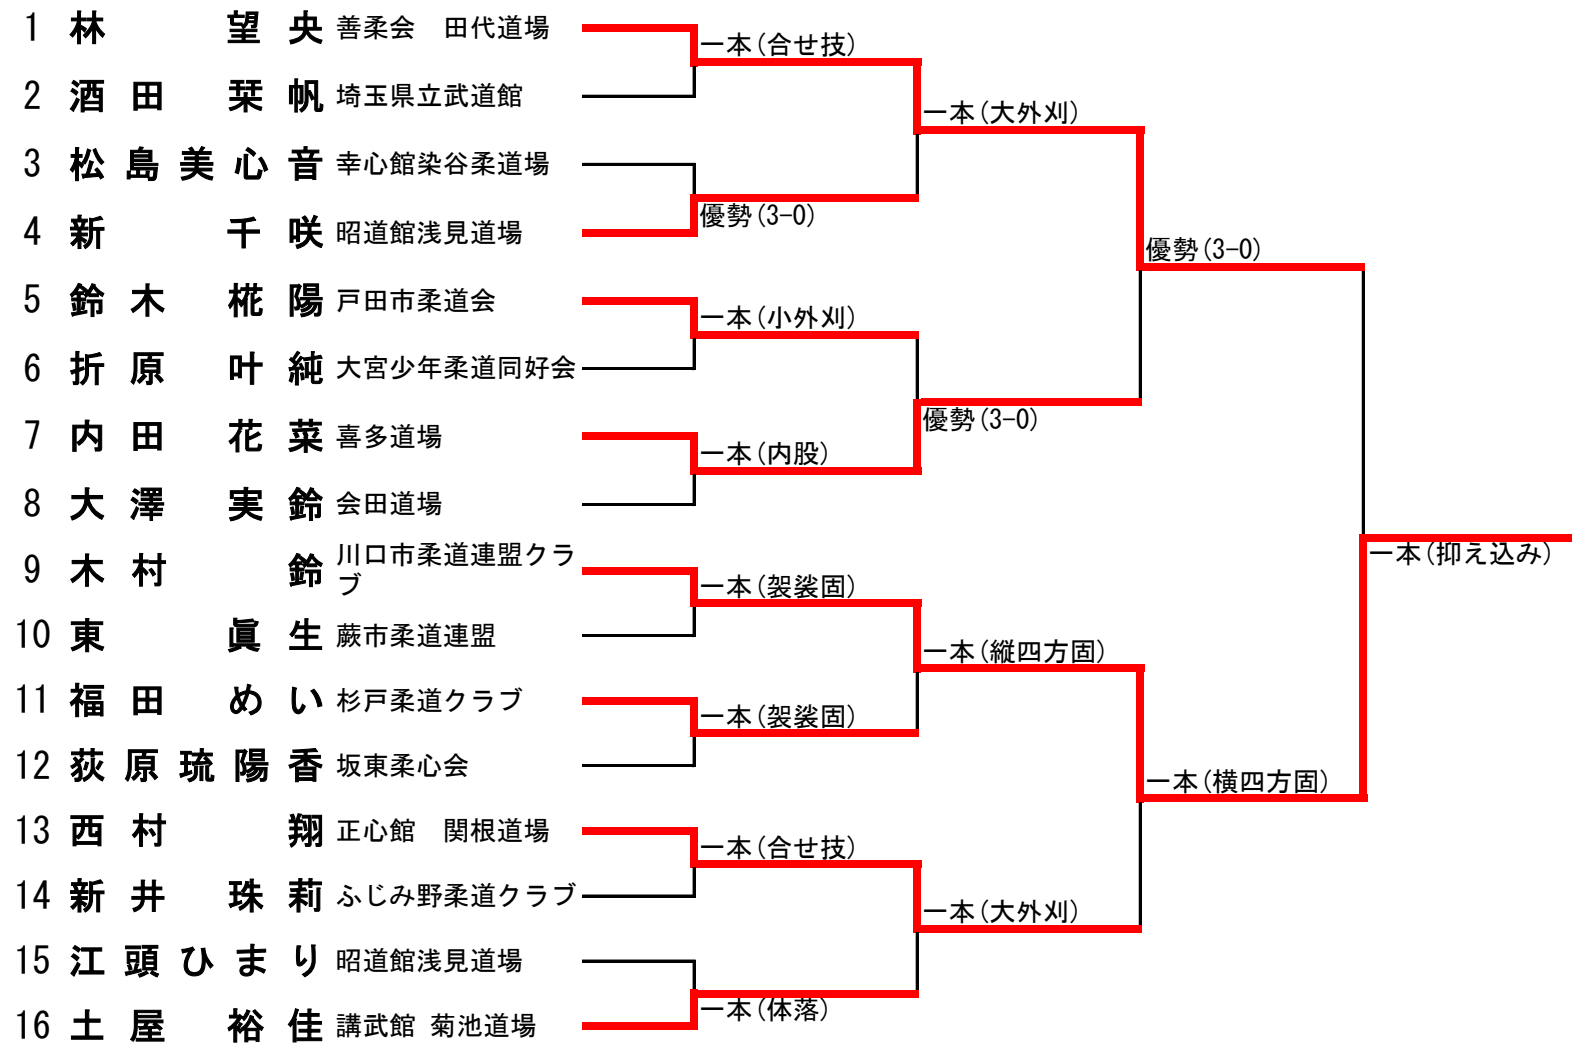 1 林 望 央 善柔会 田代道場
一本(合せ技)
2 酒 田 栞 帆 埼玉県立武道館
一本(大外刈)
3 松 島 美 心 音 幸心館染谷柔道場
優勢(3-0)
4 新 千 咲 昭道館浅見道場
優勢(3-0)
5 鈴 木 椛 陽 戸田市柔道会
一本(小外刈)
6 折 原 叶 純 大宮少年柔道同好会
優勢(3-0)
7 内 田 花 菜 喜多道場
一本(内股)
8 大 澤 実 鈴 会田道場
一本(抑え込み)
9 木 村 鈴 川口市柔道連盟クラ
ブ
一本(袈裟固)
10 東 眞 生 蕨市柔道連盟
一本(縦四方固)
11 福 田 め い 杉戸柔道クラブ
一本(袈裟固)
12 荻 原 琉 陽 香 坂東柔心会
一本(横四方固)
13 西 村 翔 正心館 関根道場
一本(合せ技)
14 新 井 珠 莉 ふじみ野柔道クラブ
一本(大外刈)
15 江 頭 ひ ま り 昭道館浅見道場
一本(体落)
16 土 屋 裕 佳 講武館 菊池道場